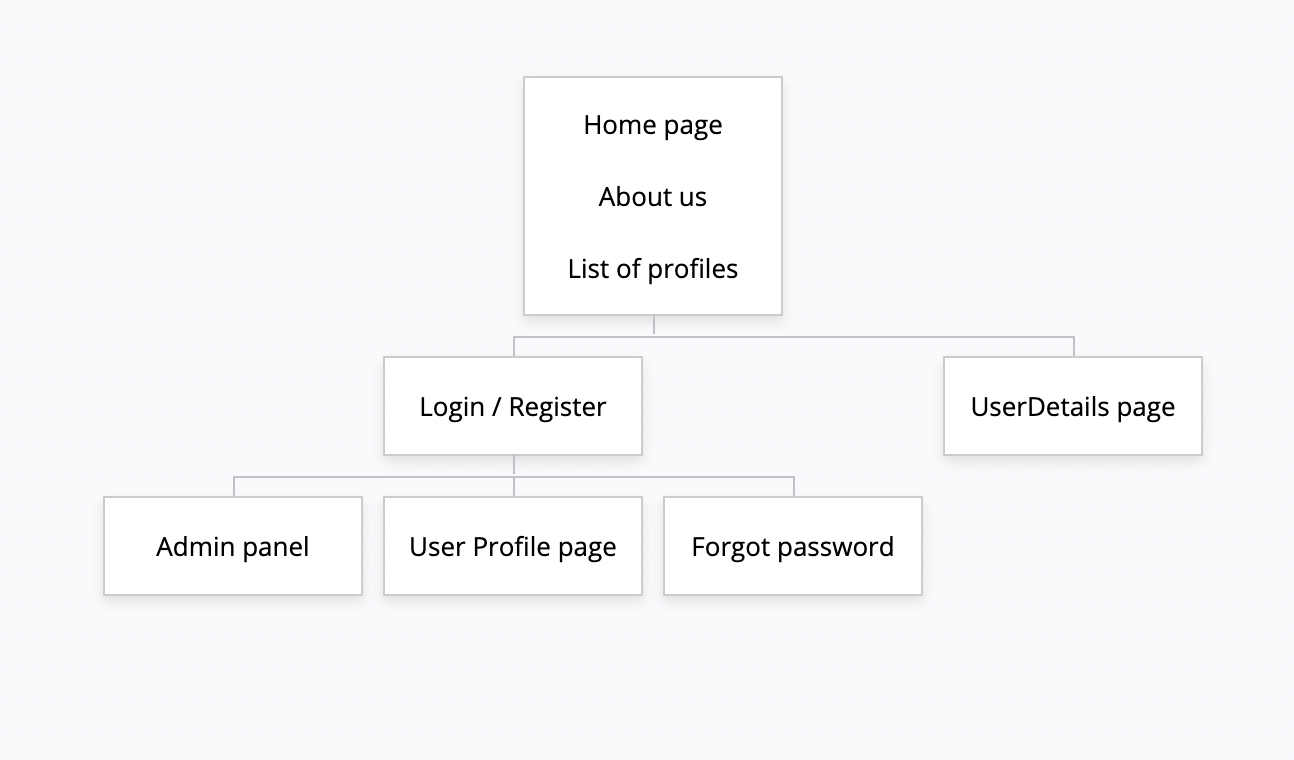 Home page
About us
List of profiles
Login / Register
UserDetails page
Admin panel
User Profile page
Forgot password